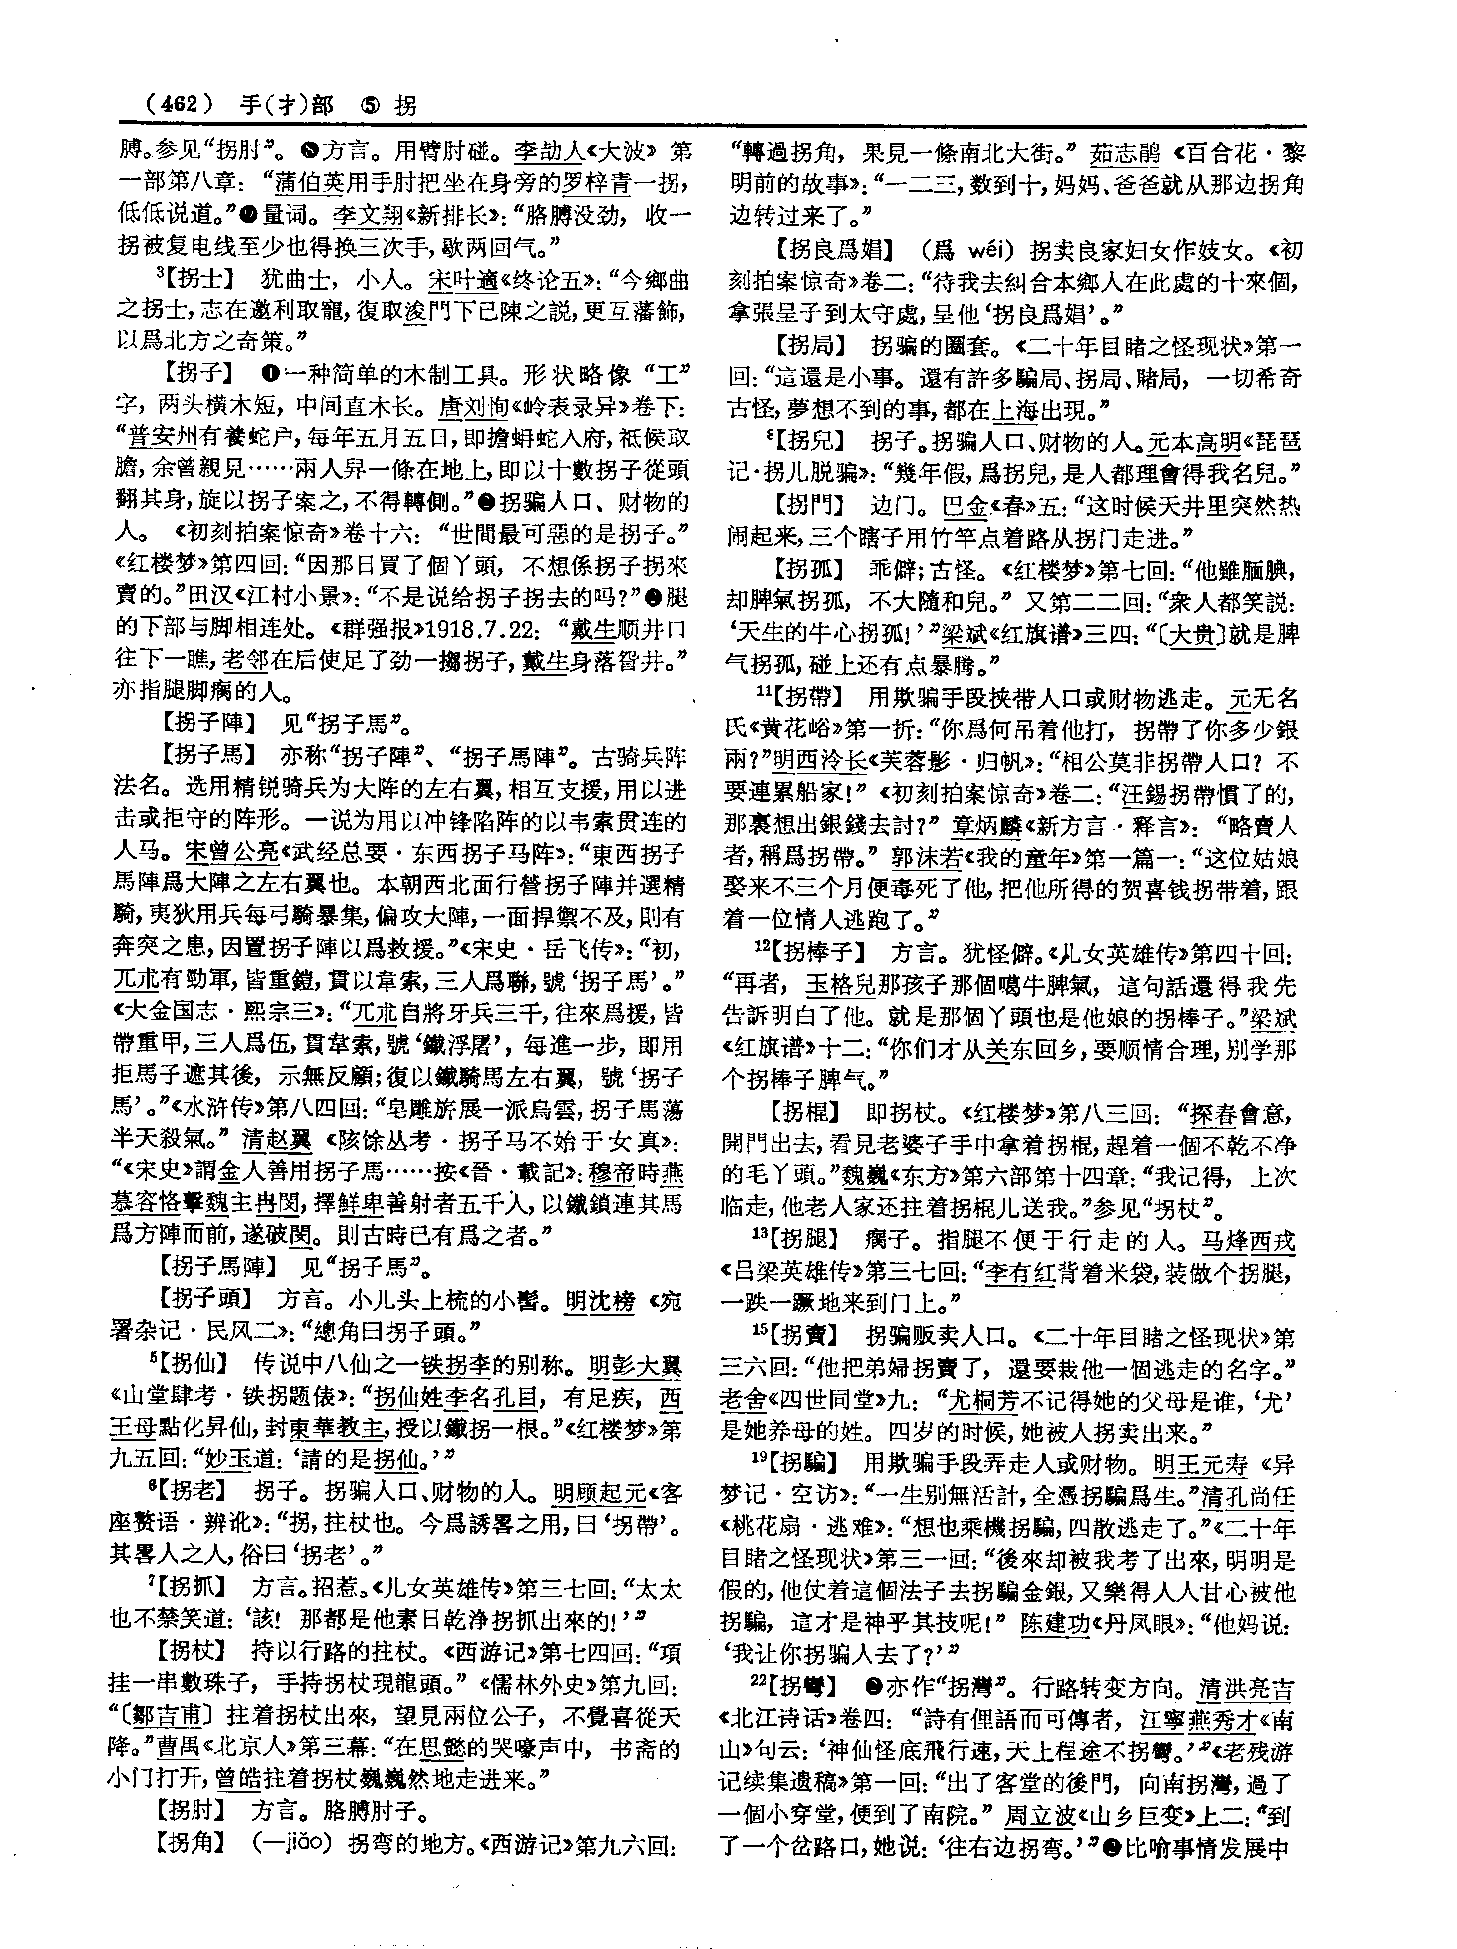 (462) 手(扌)部 ⑤ 拐
膊。参见“拐肘”。❽方言。用臂肘碰。李劼人《大波》第
一部第八章：“蒲伯英用手肘把坐在身旁的罗梓青一拐，
低低说道。”❾量词。李文翔《新排长》：“胳膊没劲，收一
拐被复电线至少也得换三次手，歇两回气。”
³【拐士】 犹曲士，小人。宋叶適《终论五》：“今鄉曲
之拐士，志在邀利取寵，復取浚門下已陳之説，更互藩飾，
以爲北方之奇策。”
【拐子】 ❶一种简单的木制工具。形状略像“工”
字，两头横木短，中间直木长。唐刘恂《岭表录异》卷下：
“普安州有養蛇户，每年五月五日，即擔蚺蛇入府，祇候取
膽，余曾親見……兩人舁一條在地上，即以十數拐子從頭
翻其身，旋以拐子案之，不得轉側。”❷拐骗人口、财物的
人。《初刻拍案惊奇》卷十六：“世間最可惡的是拐子。”
《红楼梦》第四回：“因那日買了個丫頭，不想係拐子拐來
賣的。”田汉《江村小景》：“不是说给拐子拐去的吗？”❸腿
的下部与脚相连处。《群强报》1918.7.22：“戴生顺井口
往下一瞧，老邻在后使足了劲一搊拐子，戴生身落眢井。”
亦指腿脚瘸的人。
【拐子陣】 见“拐子馬”。
【拐子馬】 亦称“拐子陣”、“拐子馬陣”。古骑兵阵
法名。选用精锐骑兵为大阵的左右翼，相互支援，用以进
击或拒守的阵形。一说为用以冲锋陷阵的以韦索贯连的
人马。宋曾公亮《武经总要·东西拐子马阵》：“東西拐子
馬陣爲大陣之左右翼也。本朝西北面行營拐子陣并選精
騎，夷狄用兵每弓騎暴集，偏攻大陣，一面捍禦不及，則有
奔突之患，因置拐子陣以爲救援。”《宋史·岳飞传》：“初，
兀朮有勁軍，皆重鎧，貫以韋索，三人爲聯，號‘拐子馬’。”
《大金国志·熙宗三》：“兀朮自將牙兵三千，往來爲援，皆
帶重甲，三人爲伍，貫韋索，號‘鐵浮屠’，每進一步，即用
拒馬子遮其後，示無反顧；復以鐵騎馬左右翼，號‘拐子
馬’。”《水浒传》第八四回：“皂雕旂展一派烏雲，拐子馬蕩
半天殺氣。”清赵翼《陔馀丛考·拐子马不始于女真》：
“《宋史》謂金人善用拐子馬……按《晉·載記》：穆帝時燕
慕容恪擊魏主冉閔，擇鮮卑善射者五千人，以鐵鎖連其馬
爲方陣而前，遂破閔。則古時已有爲之者。”
【拐子馬陣】 见“拐子馬”。
【拐子頭】 方言。小儿头上梳的小髻。明沈榜《宛
署杂记·民风二》：“總角曰拐子頭。”
⁵【拐仙】 传说中八仙之一铁拐李的别称。明彭大翼
《山堂肆考·铁拐题俵》：“拐仙姓李名孔目，有足疾，西
王母點化昇仙，封東華教主，授以鐵拐一根。”《红楼梦》第
九五回：“妙玉道：‘請的是拐仙。’”
⁶【拐老】 拐子。拐骗人口、财物的人。明顾起元《客
座赘语·辨讹》：“拐，拄杖也。今爲誘畧之用，曰‘拐帶’。
其畧人之人，俗曰‘拐老’。”
⁷【拐抓】 方言。招惹。《儿女英雄传》第三七回：“太太
也不禁笑道：‘該！那都是他素日乾净拐抓出來的！’”
【拐杖】 持以行路的拄杖。《西游记》第七四回：“項
挂一串數珠子，手持拐杖現龍頭。”《儒林外史》第九回：
“〔鄒吉甫〕拄着拐杖出來，望見兩位公子，不覺喜從天
降。”曹禺《北京人》第三幕：“在思懿的哭嚎声中，书斋的
小门打开，曾皓拄着拐杖巍巍然地走进来。”
【拐肘】 方言。胳膊肘子。
【拐角】 （—jiǎo）拐弯的地方。《西游记》第九六回：
“轉過拐角，果見一條南北大街。”茹志鹃《百合花·黎
明前的故事》：“一二三，数到十，妈妈、爸爸就从那边拐角
边转过来了。”
【拐良爲娼】 （爲 wéi）拐卖良家妇女作妓女。《初
刻拍案惊奇》卷二：“待我去糾合本鄉人在此處的十來個，
拿張呈子到太守處，呈他‘拐良爲娼’。”
【拐局】 拐骗的圈套。《二十年目睹之怪现状》第一
回：“這還是小事。還有許多騙局、拐局、賭局，一切希奇
古怪，夢想不到的事，都在上海出現。”
⁸【拐兒】 拐子。拐骗人口、财物的人。元本高明《琵琶
记·拐儿脱骗》：“幾年假，爲拐兒，是人都理會得我名兒。”
【拐門】 边门。巴金《春》五：“这时候天井里突然热
闹起来，三个瞎子用竹竿点着路从拐门走进。”
【拐孤】 乖僻；古怪。《红楼梦》第七回：“他雖腼腆，
却脾氣拐孤，不大隨和兒。”又第二二回：“衆人都笑説：
‘天生的牛心拐孤！’”梁斌《红旗谱》三四：“〔大贵〕就是脾
气拐孤，碰上还有点暴腾。”
¹¹【拐帶】 用欺骗手段挟带人口或财物逃走。元无名
氏《黄花峪》第一折：“你爲何吊着他打，拐帶了你多少銀
兩？”明西泠长《芙蓉影·归帆》：“相公莫非拐帶人口？不
要連累船家！”《初刻拍案惊奇》卷二：“汪錫拐帶慣了的，
那裏想出銀錢去討？”章炳麟《新方言·释言》：“略賣人
者，稱爲拐帶。”郭沫若《我的童年》第一篇一：“这位姑娘
娶来不三个月便毒死了他，把他所得的贺喜钱拐带着，跟
着一位情人逃跑了。”
¹²【拐棒子】 方言。犹怪僻。《儿女英雄传》第四十回：
“再者，玉格兒那孩子那個噶牛脾氣，這句話還得我先
告訴明白了他。就是那個丫頭也是他娘的拐棒子。”梁斌
《红旗谱》十二：“你们才从关东回乡，要顺情合理，别学那
个拐棒子脾气。”
【拐棍】 即拐杖。《红楼梦》第八三回：“探春會意，
開門出去，看見老婆子手中拿着拐棍，趕着一個不乾不净
的毛丫頭。”魏巍《东方》第六部第十四章：“我记得，上次
临走，他老人家还拄着拐棍儿送我。”参见“拐杖”。
¹³【拐腿】 瘸子。指腿不便于行走的人。马烽西戎
《吕梁英雄传》第三七回：“李有红背着米袋，装做个拐腿，
一跌一蹶地来到门上。”
¹⁵【拐賣】 拐骗贩卖人口。《二十年目睹之怪现状》第
三六回：“他把弟婦拐賣了，還要栽他一個逃走的名字。”
老舍《四世同堂》九：“尤桐芳不记得她的父母是谁，‘尤’
是她养母的姓。四岁的时候，她被人拐卖出来。”
¹⁹【拐騙】 用欺骗手段弄走人或财物。明王元寿《异
梦记·空访》：“一生别無活計，全憑拐騙爲生。”清孔尚任
《桃花扇·逃难》：“想也乘機拐騙，四散逃走了。”《二十年
目睹之怪现状》第三一回：“後來却被我考了出來，明明是
假的，他仗着這個法子去拐騙金銀，又樂得人人甘心被他
拐騙，這才是神乎其技呢！”陈建功《丹凤眼》：“他妈说：
‘我让你拐骗人去了？’”
²²【拐彎】 ❶亦作“拐灣”。行路转变方向。清洪亮吉
《北江诗话》卷四：“詩有俚語而可傳者，江寧燕秀才《南
山》句云：‘神仙怪底飛行速，天上程途不拐彎。’”《老残游
记续集遗稿》第一回：“出了客堂的後門，向南拐灣，過了
一個小穿堂，便到了南院。”周立波《山乡巨变》上二：“到
了一个岔路口，她说：‘往右边拐弯。’”❷比喻事情发展中